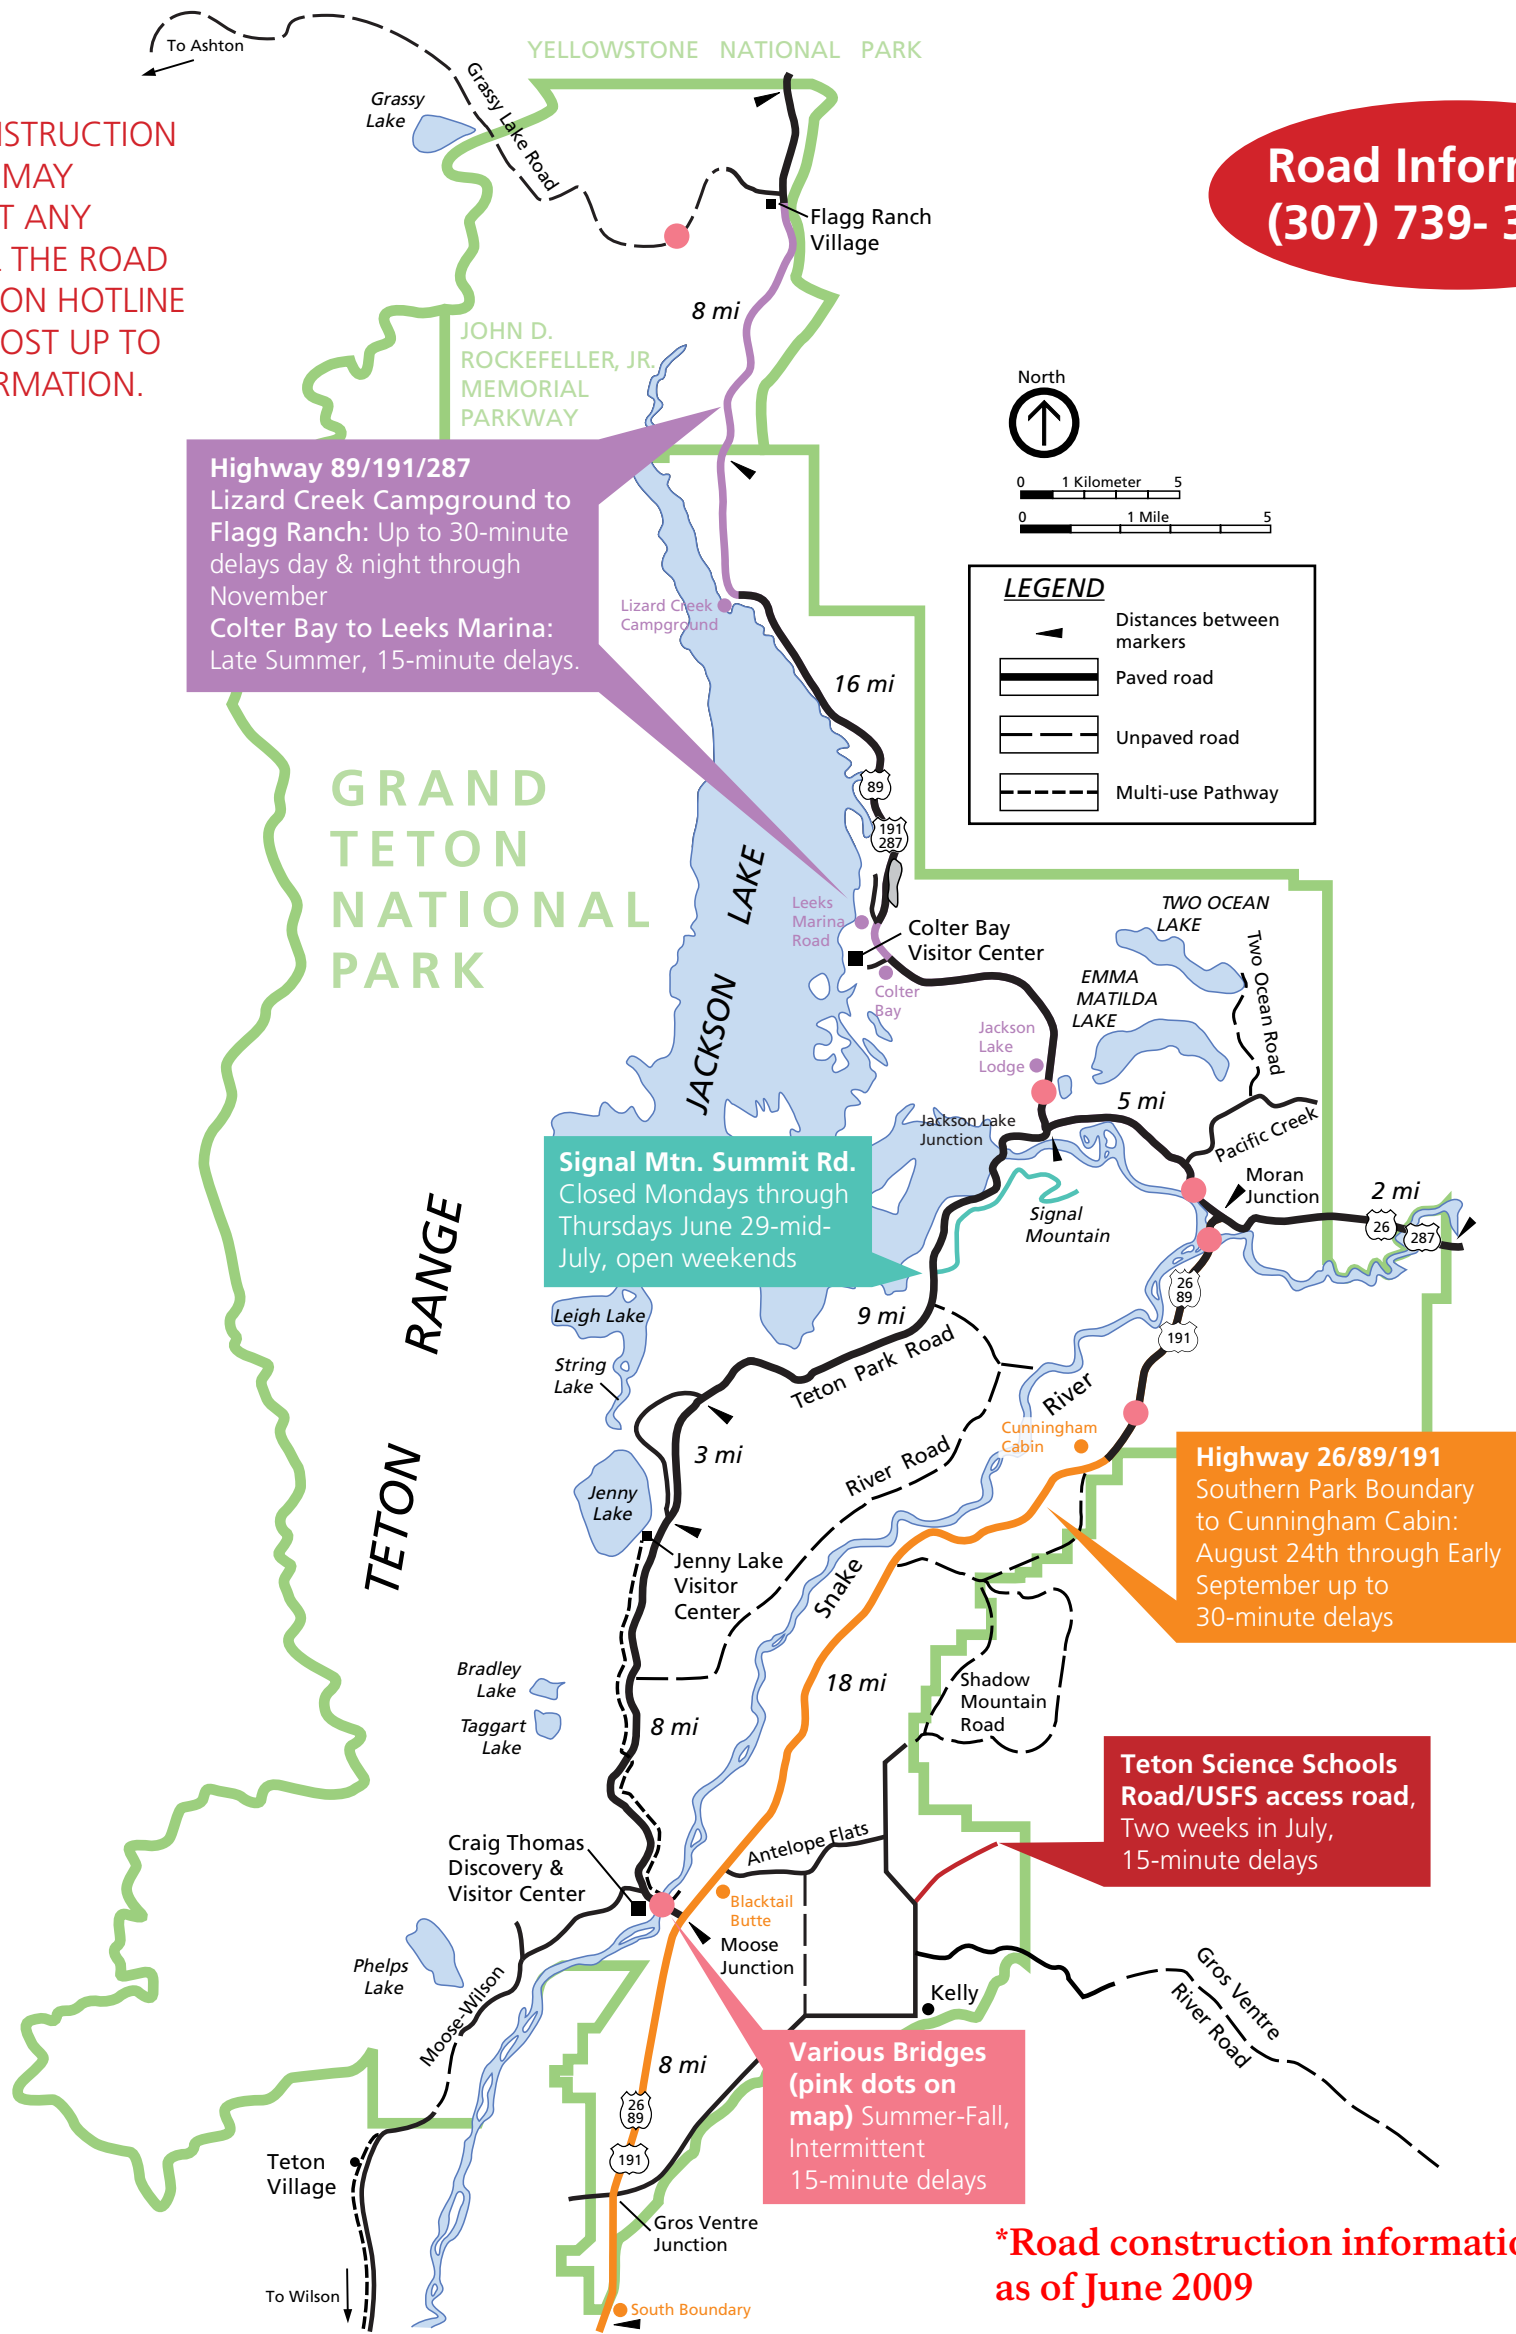 To Ashton
YELLOWSTONE NATIONAL PARK
Grassy
Lake
Grassy Lake Road
NSTRUCTION
MAY
T ANY
THE ROAD
ON HOTLINE
OST UP TO
RMATION.
Road Inform
(307) 739- 3
Flagg Ranch
Village
8 mi
JOHN D.
ROCKEFELLER, JR.
MEMORIAL
PARKWAY
North
0 1 Kilometer 5
0 1 Mile 5
LEGEND
Distances between
markers
Paved road
Unpaved road
Multi-use Pathway
Highway 89/191/287
Lizard Creek Campground to
Flagg Ranch: Up to 30-minute
delays day & night through
November
Colter Bay to Leeks Marina:
Late Summer, 15-minute delays.
Lizard Creek
Campground
16 mi
89
191
287
GRAND
TETON
NATIONAL
PARK
JACKSON LAKE
Leeks
Marina
Road
Colter Bay
Visitor Center
Colter
Bay
TWO OCEAN
LAKE
Two Ocean Road
EMMA
MATILDA
LAKE
Jackson
Lake
Lodge
5 mi
Jackson Lake
Junction
Pacific Creek
Moran
Junction
2 mi
26
287
Signal Mtn. Summit Rd.
Closed Mondays through
Thursdays June 29-mid-
July, open weekends
Signal
Mountain
26
89
191
TETON RANGE
Leigh Lake
String
Lake
9 mi
Teton Park Road
River Road
Snake River
Cunningham
Cabin
3 mi
Jenny
Lake
Jenny Lake
Visitor
Center
Highway 26/89/191
Southern Park Boundary
to Cunningham Cabin:
August 24th through Early
September up to
30-minute delays
Bradley
Lake
Taggart
Lake
8 mi
18 mi
Shadow
Mountain
Road
Teton Science Schools
Road/USFS access road,
Two weeks in July,
15-minute delays
Craig Thomas
Discovery &
Visitor Center
Antelope Flats
Blacktail
Butte
Moose
Junction
Phelps
Lake
Moose-Wilson
Kelly
Gros Ventre
River Road
8 mi
26
89
191
Various Bridges
(pink dots on
map) Summer-Fall,
Intermittent
15-minute delays
Teton
Village
Gros Ventre
Junction
To Wilson
South Boundary
*Road construction informatio
as of June 2009